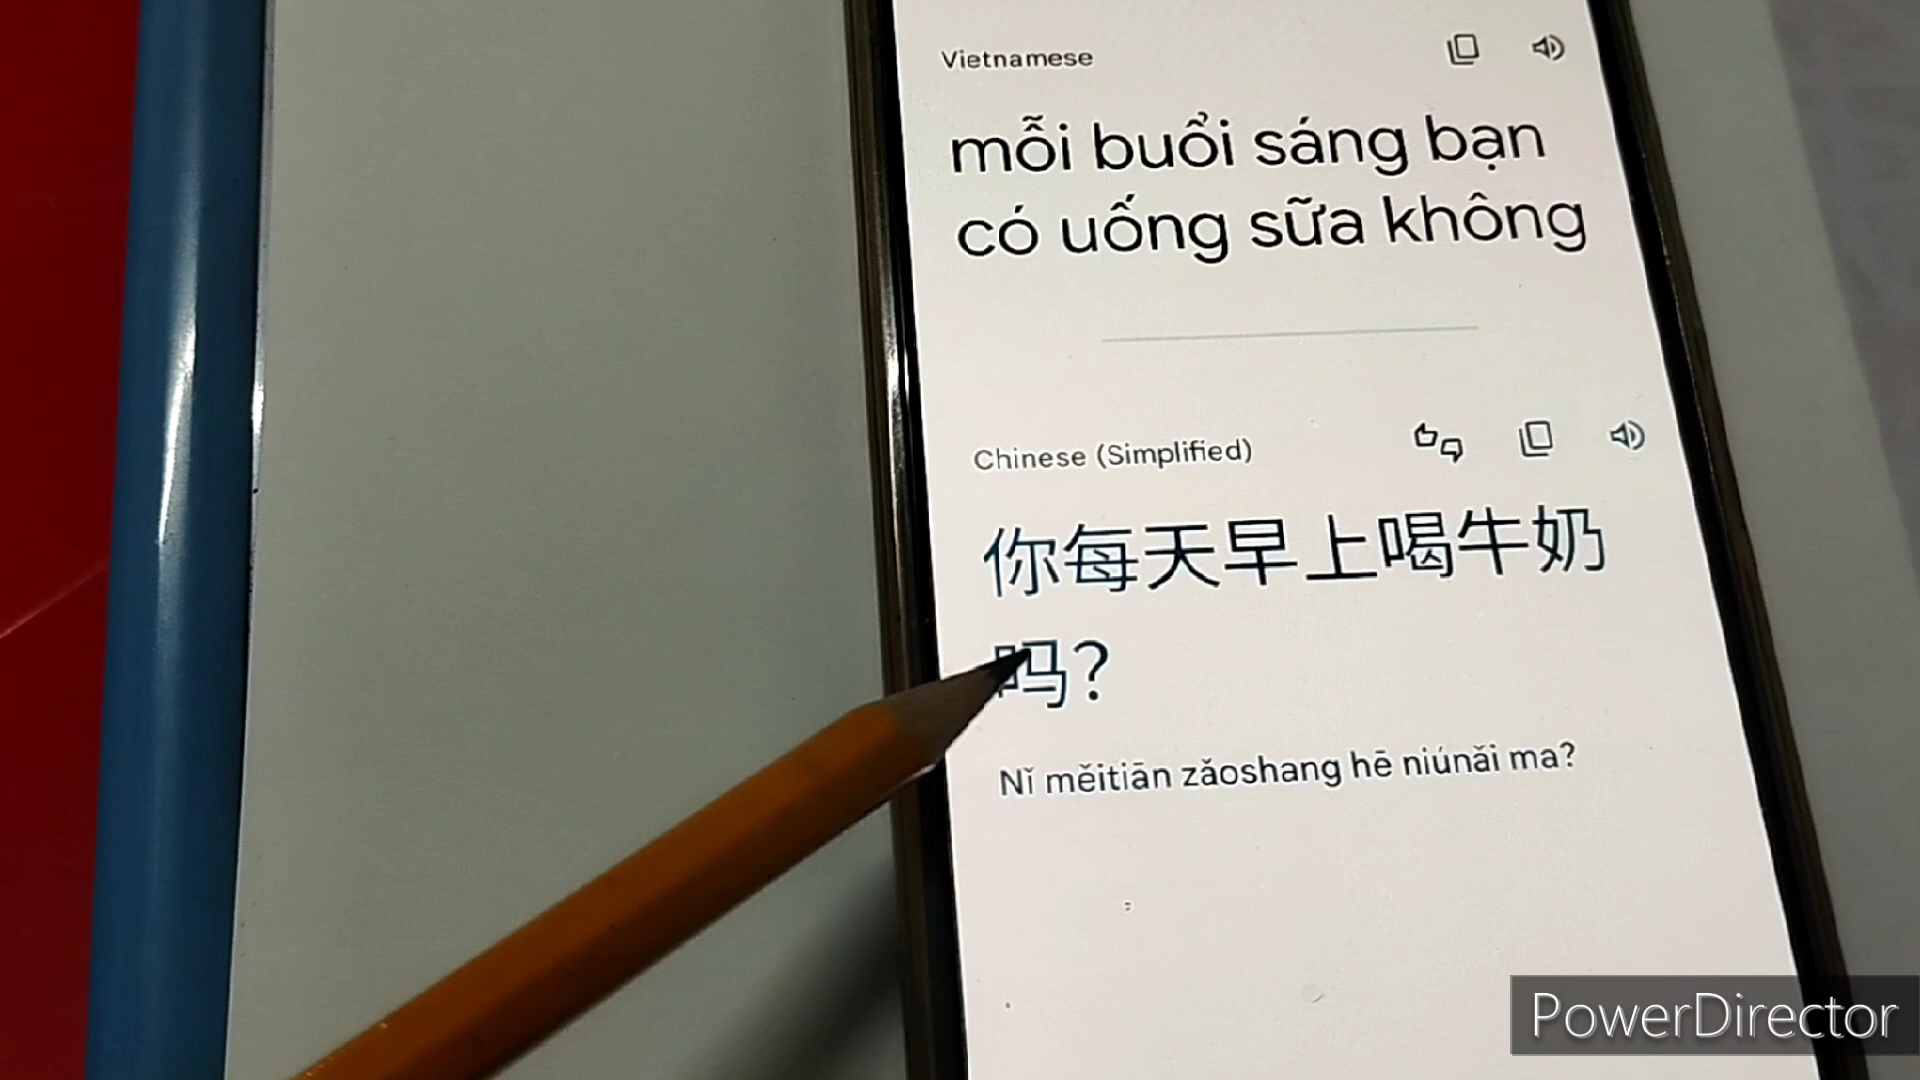 Vietnamese
mỗi buổi sáng bạn
có uống sữa không
Chinese (Simplified)
你每天早上喝牛奶
吗?
Nǐ měitiān zǎoshang hē niúnǎi ma?
PowerDirector